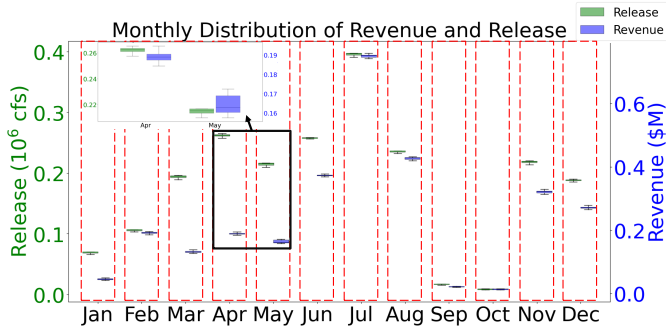 Monthly Distribution of Revenue and Release
Release
Revenue
Release (10⁶ cfs)
0.4
0.3
0.2
0.1
0.0
0.26
0.22
0.19
0.18
0.17
0.16
Apr
May
Revenue ($M)
0.6
0.4
0.2
0.0
Jan Feb Mar Apr May Jun Jul Aug Sep Oct Nov Dec